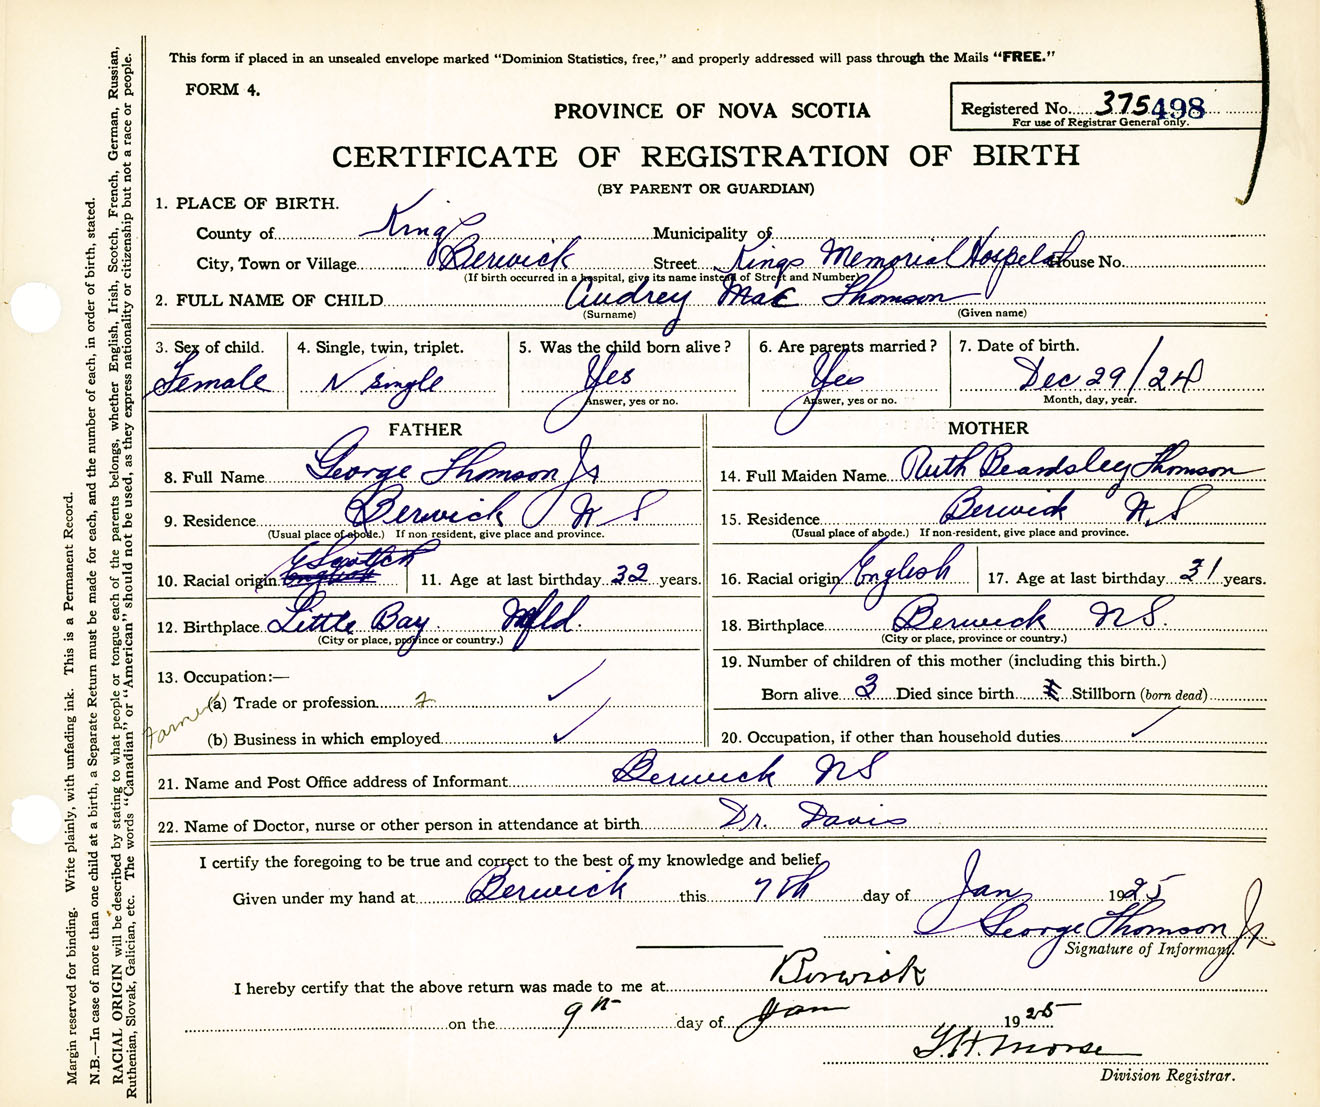 This form if placed in an unsealed envelope marked “Dominion Statistics, free,” and properly addressed will pass through the Mails “FREE.”
FORM 4.
PROVINCE OF NOVA SCOTIA
Registered No. 375498
For use of Registrar General only.
CERTIFICATE OF REGISTRATION OF BIRTH
(BY PARENT OR GUARDIAN)
1. PLACE OF BIRTH.
County of Kings Municipality of
City, Town or Village Berwick Street Kings Memorial Hospital House No.
(If birth occurred in a hospital, give its name instead of Street and Number)
2. FULL NAME OF CHILD Audrey Mae Thomson
(Surname) (Given name)
3. Sex of child. 4. Single, twin, triplet. 5. Was the child born alive? 6. Are parents married? 7. Date of birth.
Female single Yes Yes Dec 29/24
Answer, yes or no. Answer, yes or no. Month, day, year.
FATHER
8. Full Name George Thomson Jr
9. Residence Berwick N S
(Usual place of abode.) If non-resident, give place and province.
10. Racial origin English Scotch 11. Age at last birthday 32 years.
12. Birthplace Little Bay Nfld.
(City or place, province or country.)
13. Occupation:—
(a) Trade or profession
Farmer
(b) Business in which employed
MOTHER
14. Full Maiden Name Ruth Beardsley Thomson
15. Residence Berwick N.S
(Usual place of abode.) If non-resident, give place and province.
16. Racial origin English 17. Age at last birthday 31 years.
18. Birthplace Berwick NS.
(City or place, province or country.)
19. Number of children of this mother (including this birth.)
Born alive 3 Died since birth Stillborn (born dead)
20. Occupation, if other than household duties
21. Name and Post Office address of Informant Berwick NS
22. Name of Doctor, nurse or other person in attendance at birth Dr. Davis
I certify the foregoing to be true and correct to the best of my knowledge and belief
Given under my hand at Berwick this 7th day of Jan 1925
George Thomson Jr
Signature of Informant.
I hereby certify that the above return was made to me at Berwick
on the 9th day of Jan 1925
Morse
Division Registrar.
Margin reserved for binding. Write plainly, with unfading ink. This is a Permanent Record.
N.B.—In case of more than one child at a birth, a Separate Return must be made for each, and the number of each, in order of birth, stated.
RACIAL ORIGIN will be described by stating to what people or tongue each of the parents belongs, whether English, Irish, Scotch, French, German, Russian,
Ruthenian, Slovak, Galician, etc. The words “Canadian” or “American” should not be used, as they express nationality or citizenship but not a race or people.